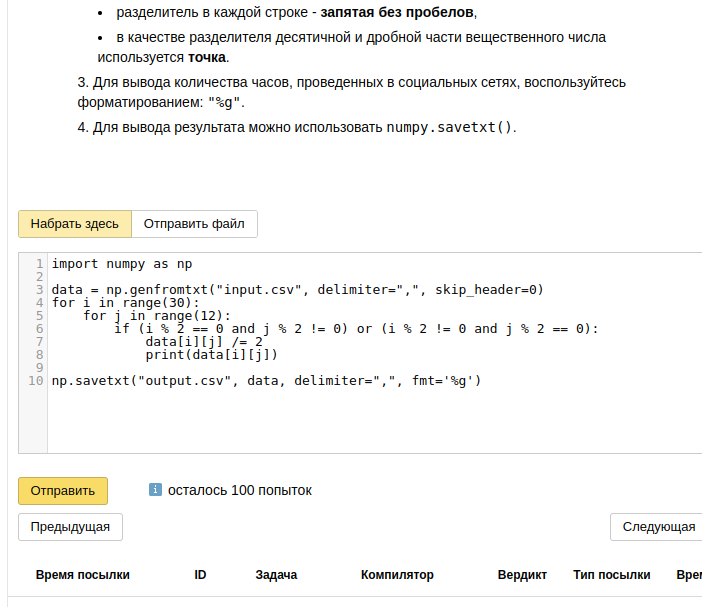 • разделитель в каждой строке - запятая без пробелов,
• в качестве разделителя десятичной и дробной части вещественного числа
используется точка.
3. Для вывода количества часов, проведенных в социальных сетях, воспользуйтесь
форматированием: "%g".
4. Для вывода результата можно использовать numpy.savetxt().
Набрать здесь Отправить файл
1 import numpy as np
2
3 data = np.genfromtxt("input.csv", delimiter=",", skip_header=0)
4 for i in range(30):
5     for j in range(12):
6         if (i % 2 == 0 and j % 2 != 0) or (i % 2 != 0 and j % 2 == 0):
7             data[i][j] /= 2
8             print(data[i][j])
9
10 np.savetxt("output.csv", data, delimiter=",", fmt='%g')
Отправить i осталось 100 попыток
Предыдущая Следующая
Время посылки ID Задача Компилятор Вердикт Тип посылки Врем